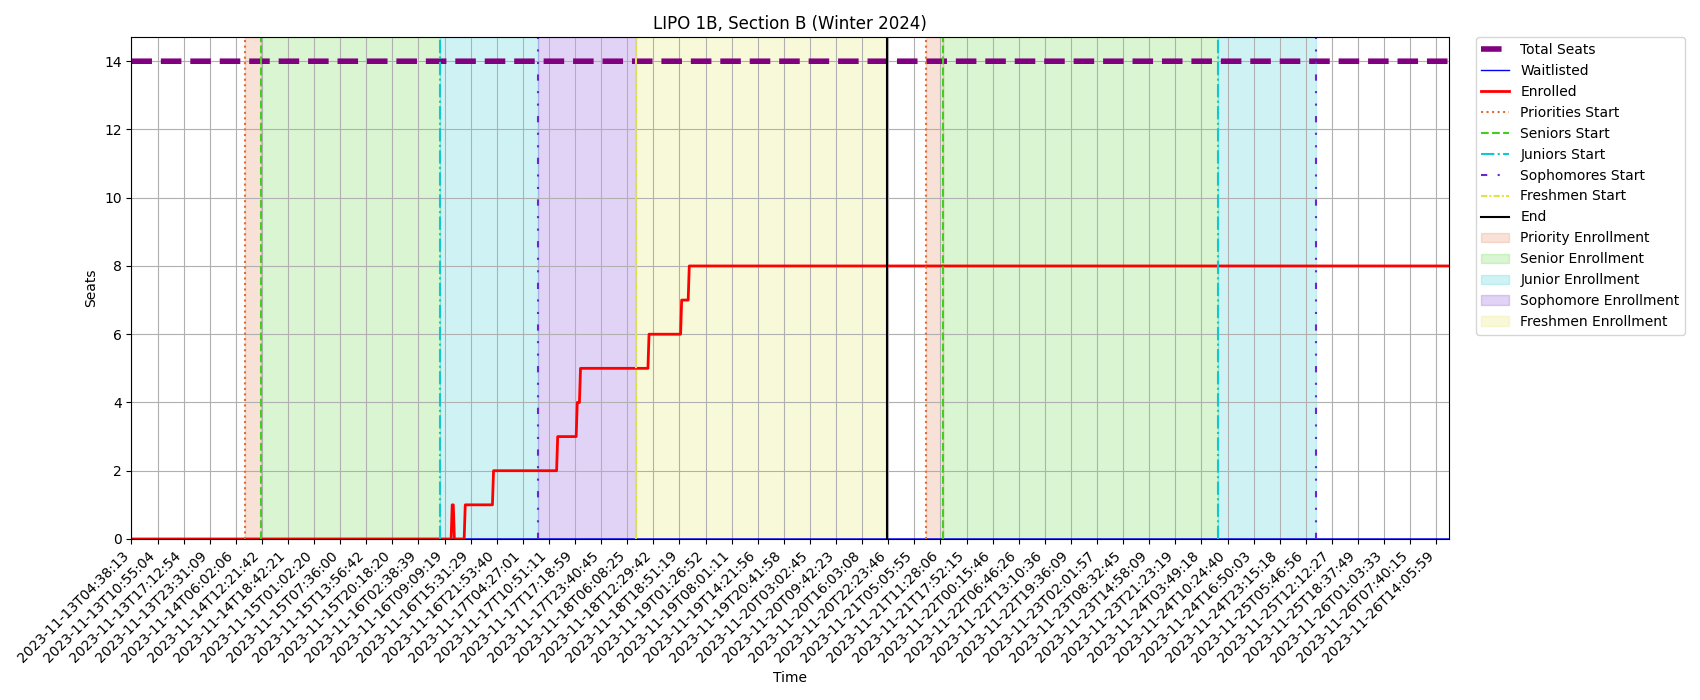 LIPO 1B, Section B (Winter 2024)
Seats
14
12
10
8
6
4
2
0
2023-11-13T04:38:13
2023-11-13T10:55:04
2023-11-13T17:12:54
2023-11-13T23:31:09
2023-11-14T06:02:06
2023-11-14T12:21:42
2023-11-14T18:42:21
2023-11-15T01:02:20
2023-11-15T07:36:00
2023-11-15T13:56:42
2023-11-15T20:18:20
2023-11-16T02:38:39
2023-11-16T09:09:19
2023-11-16T15:31:29
2023-11-16T21:53:40
2023-11-17T04:27:01
2023-11-17T10:51:11
2023-11-17T17:18:59
2023-11-17T23:40:45
2023-11-18T06:08:25
2023-11-18T12:29:42
2023-11-18T18:51:19
2023-11-19T01:26:52
2023-11-19T08:01:11
2023-11-19T14:21:56
2023-11-19T20:41:58
2023-11-20T03:02:45
2023-11-20T09:42:23
2023-11-20T16:03:08
2023-11-20T22:23:46
2023-11-21T05:05:55
2023-11-21T11:28:06
2023-11-21T17:52:15
2023-11-22T00:15:46
2023-11-22T06:46:26
2023-11-22T13:10:36
2023-11-22T19:36:09
2023-11-23T02:01:57
2023-11-23T08:32:45
2023-11-23T14:58:09
2023-11-23T21:23:19
2023-11-24T03:49:18
2023-11-24T10:24:40
2023-11-24T16:50:03
2023-11-24T23:15:18
2023-11-25T05:46:56
2023-11-25T12:12:27
2023-11-25T18:37:49
2023-11-26T01:03:33
2023-11-26T07:40:15
2023-11-26T14:05:59
Time
Total Seats
Waitlisted
Enrolled
Priorities Start
Seniors Start
Juniors Start
Sophomores Start
Freshmen Start
End
Priority Enrollment
Senior Enrollment
Junior Enrollment
Sophomore Enrollment
Freshmen Enrollment